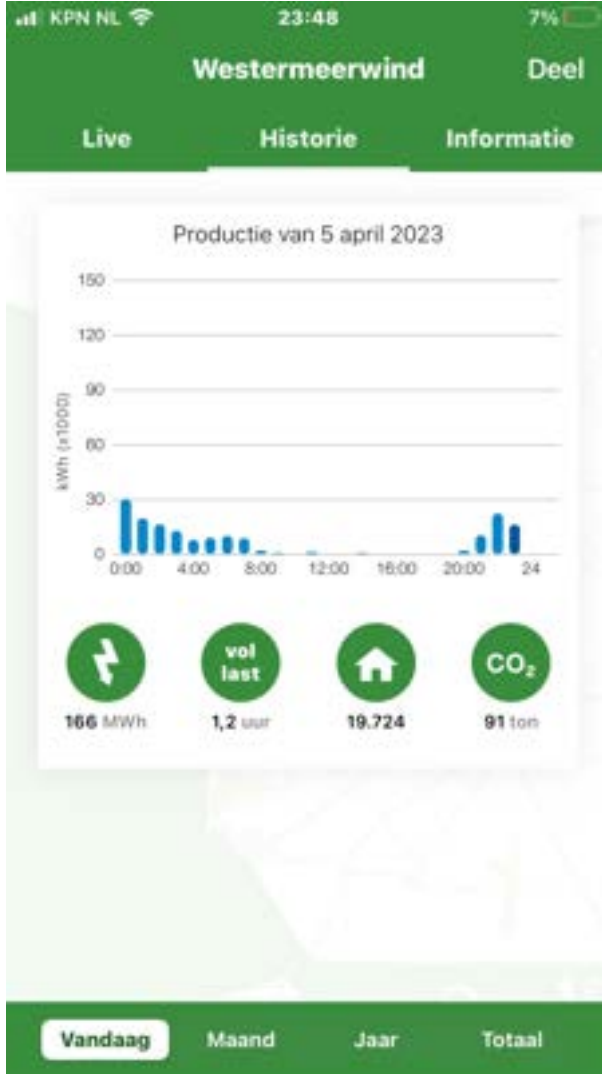 KPN NL 23:48 7%
Westermeerwind Deel
Live Historie Informatie
Productie van 5 april 2023
150
120
90
60
30
0
kWh (x1000)
0:00 4:00 8:00 12:00 16:00 20:00 24
vol last CO₂
166 MWh 1,2 uur 19.724 91 ton
Vandaag Maand Jaar Totaal